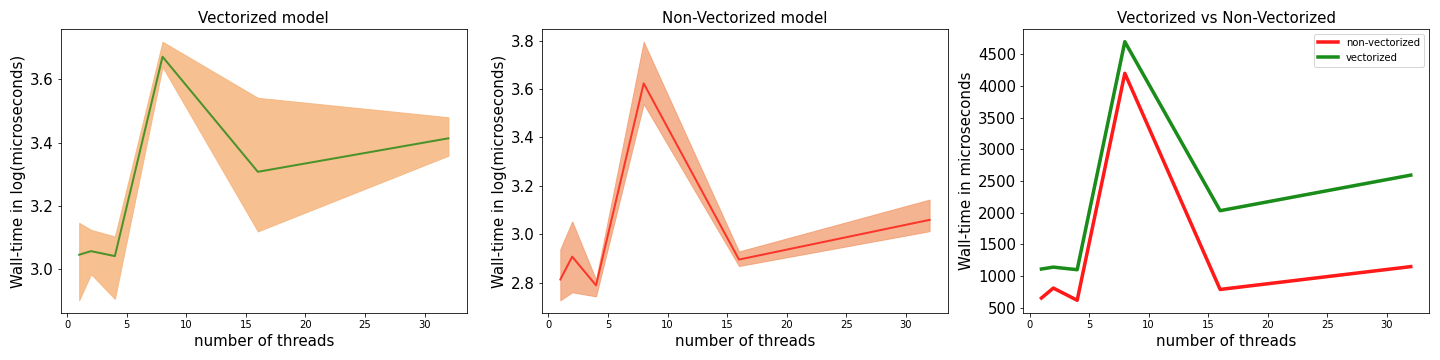 Vectorized model
Wall-time in log(microseconds)
3.6
3.4
3.2
3.0
0 5 10 15 20 25 30
number of threads
Non-Vectorized model
Wall-time in log(microseconds)
3.8
3.6
3.4
3.2
3.0
2.8
0 5 10 15 20 25 30
number of threads
Vectorized vs Non-Vectorized
Wall-time in microseconds
4500
4000
3500
3000
2500
2000
1500
1000
500
non-vectorized
vectorized
0 5 10 15 20 25 30
number of threads